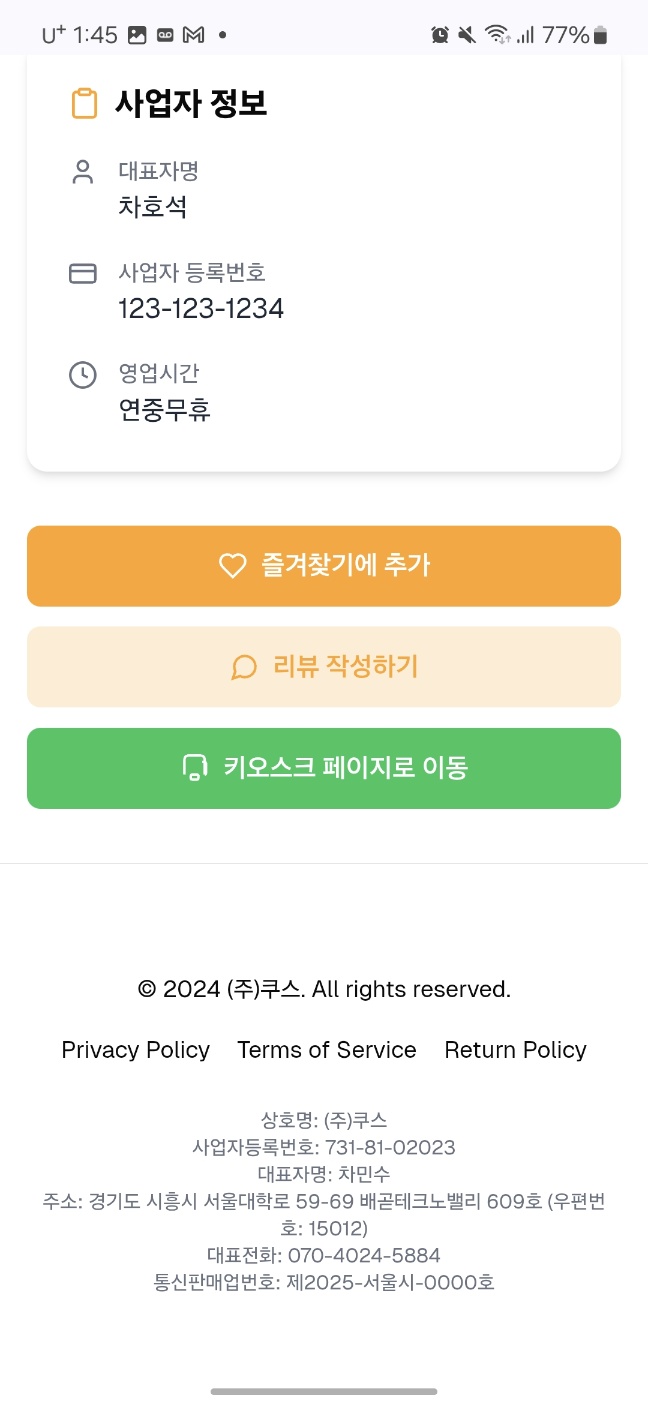 U⁺ 1:45 77%
사업자 정보
대표자명
차호석
사업자 등록번호
123-123-1234
영업시간
연중무휴
즐겨찾기에 추가
리뷰 작성하기
키오스크 페이지로 이동
© 2024 (주)쿠스. All rights reserved.
Privacy Policy Terms of Service Return Policy
상호명: (주)쿠스
사업자등록번호: 731-81-02023
대표자명: 차민수
주소: 경기도 시흥시 서울대학로 59-69 배곧테크노밸리 609호 (우편번
호: 15012)
대표전화: 070-4024-5884
통신판매업번호: 제2025-서울시-0000호